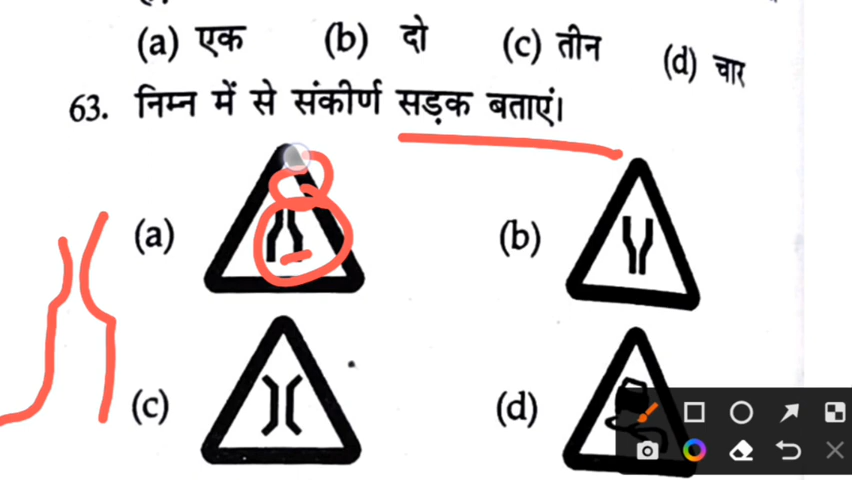 (a) एक (b) दो (c) तीन (d) चार
63. निम्न में से संकीर्ण सड़क बताएं।
(a) (b)
(c) (d)